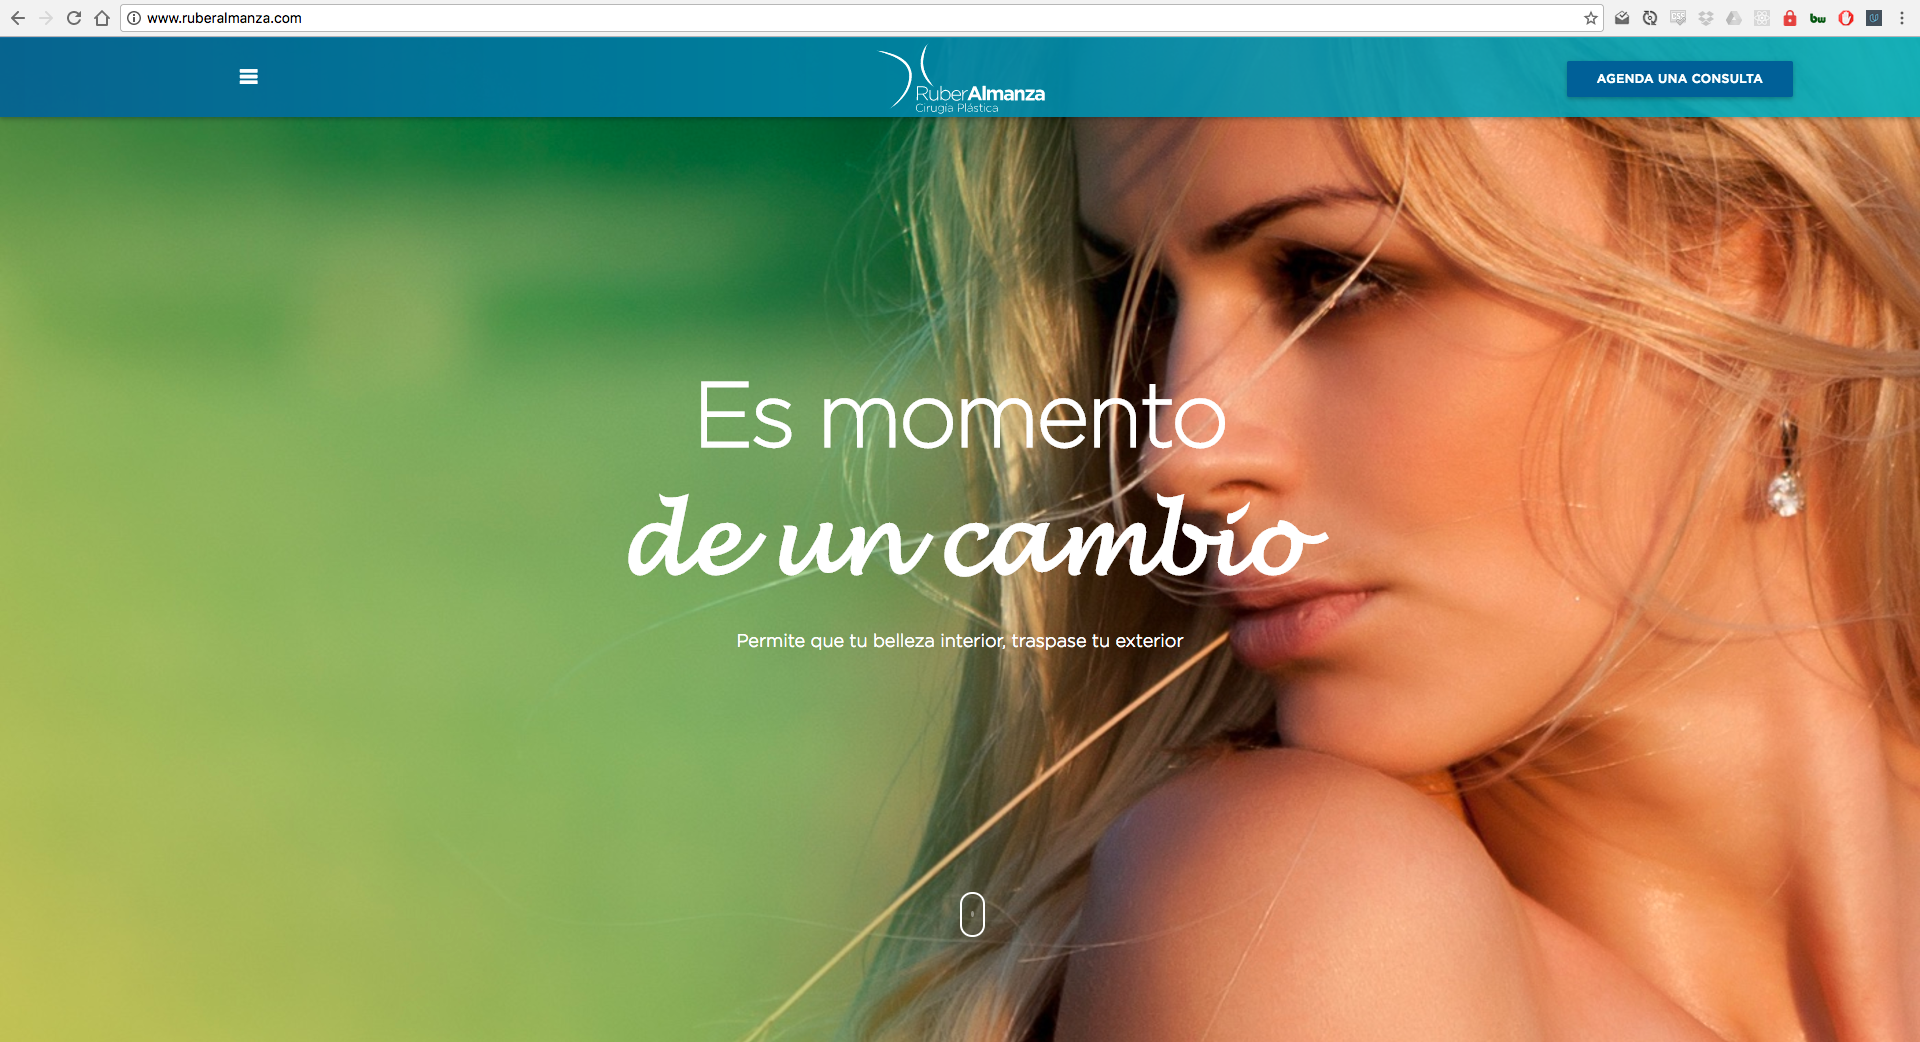 www.ruberalmanza.com
RuberAlmanza
Cirugía Plástica
AGENDA UNA CONSULTA
Es momento
de un cambio
Permite que tu belleza interior, traspase tu exterior